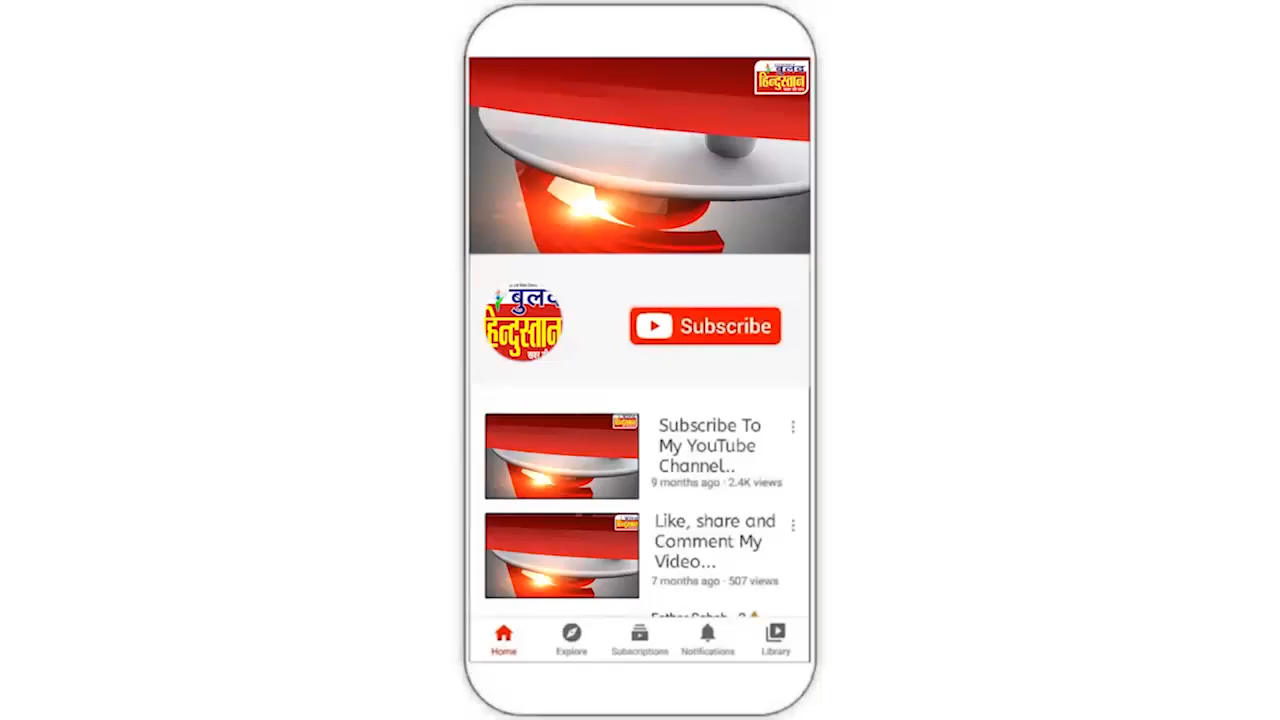 बुलंद
हिन्दुस्तान
बुलंद
हिन्दुस्तान
Subscribe
Subscribe To
My YouTube
Channel..
9 months ago · 2.4K views
हिन्दुस्तान
Like, share and
Comment My
Video...
7 months ago · 507 views
हिन्दुस्तान
Home
Explore
Subscriptions
Notifications
Library